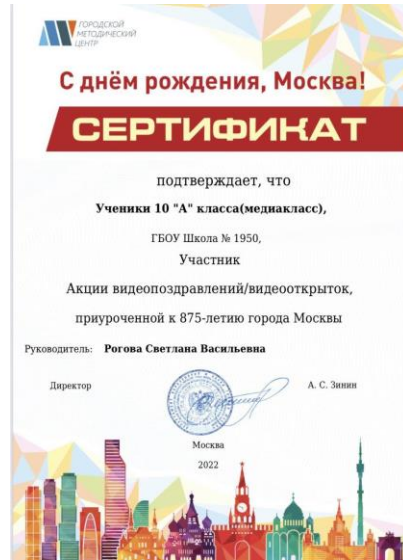 ГОРОДСКОЙ
МЕТОДИЧЕСКИЙ
ЦЕНТР
С днём рождения, Москва!
СЕРТИФИКАТ
подтверждает, что
Ученики 10 "А" класса(медиакласс),
ГБОУ Школа № 1950,
Участник
Акции видеопоздравлений/видеооткрыток,
приуроченной к 875-летию города Москвы
Руководитель: Рогова Светлана Васильевна
Директор А. С. Зинин
Москва
2022